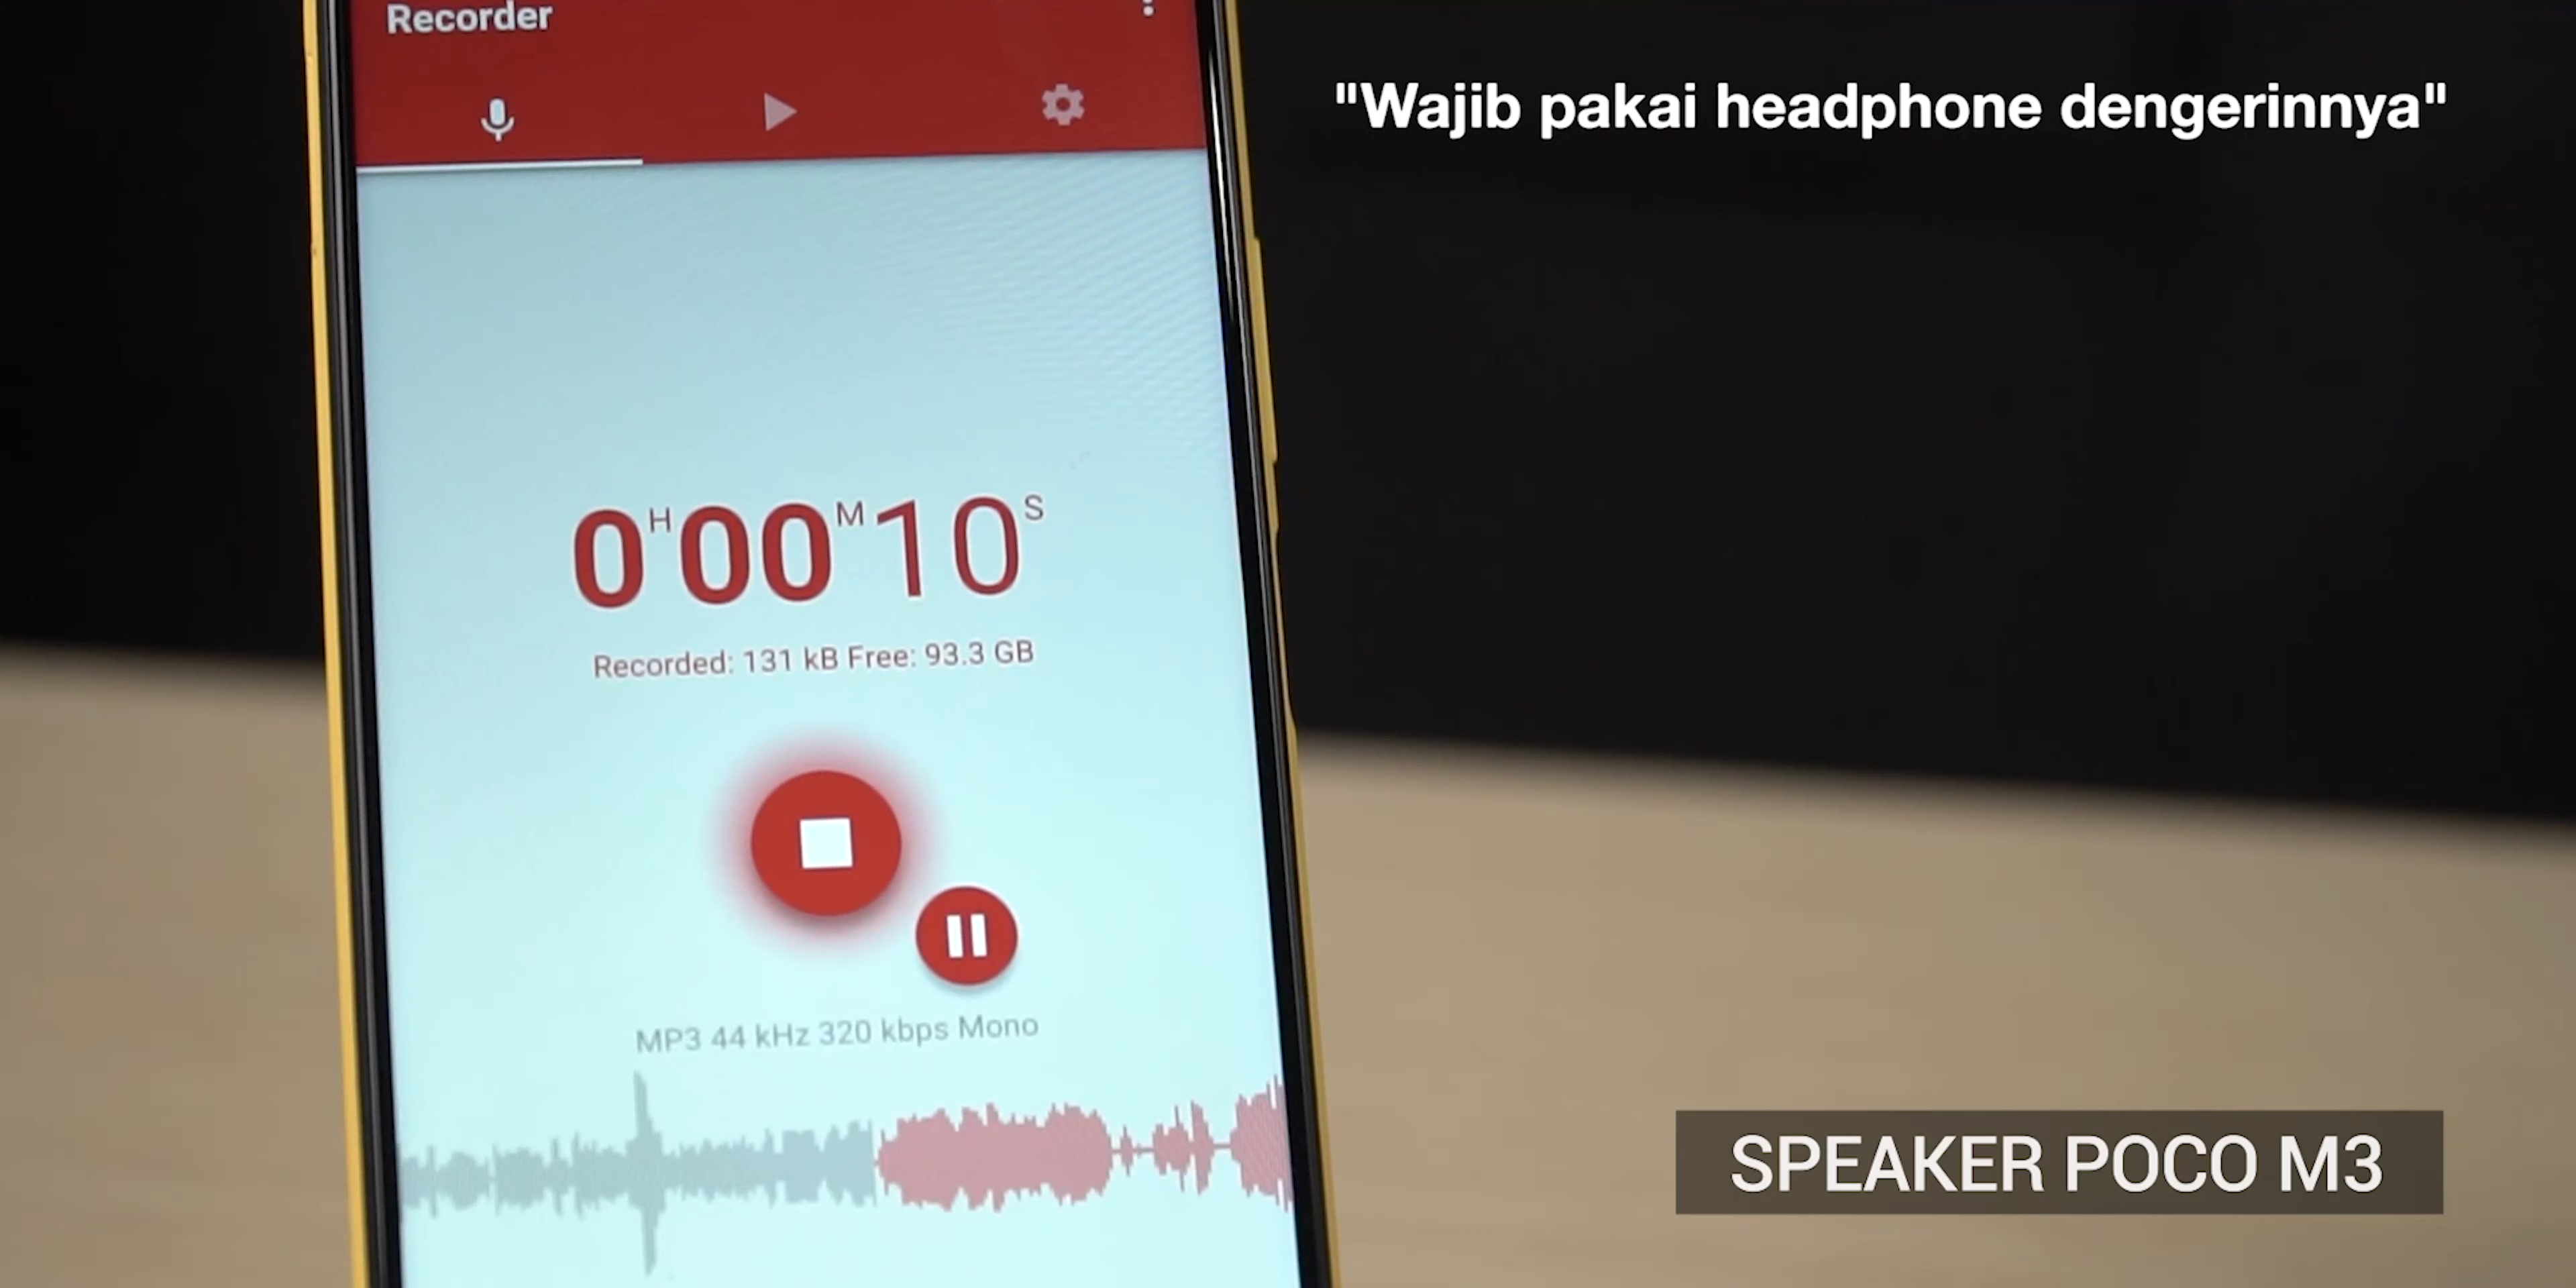 Recorder
"Wajib pakai headphone dengerinnya"
0H00M10S
Recorded: 131 kB Free: 93.3 GB
MP3 44 kHz 320 kbps Mono
SPEAKER POCO M3